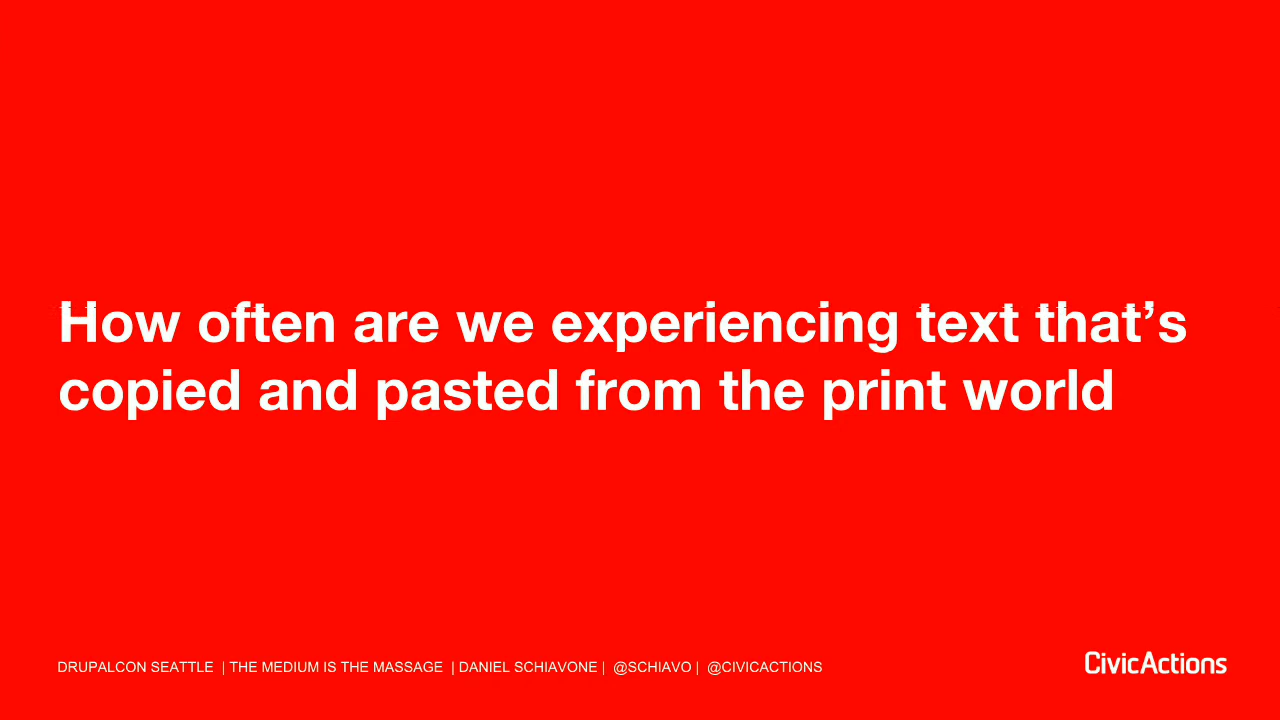 How often are we experiencing text that’s
copied and pasted from the print world
DRUPALCON SEATTLE | THE MEDIUM IS THE MASSAGE | DANIEL SCHIAVONE | @SCHIAVO | @CIVICACTIONS
CivicActions